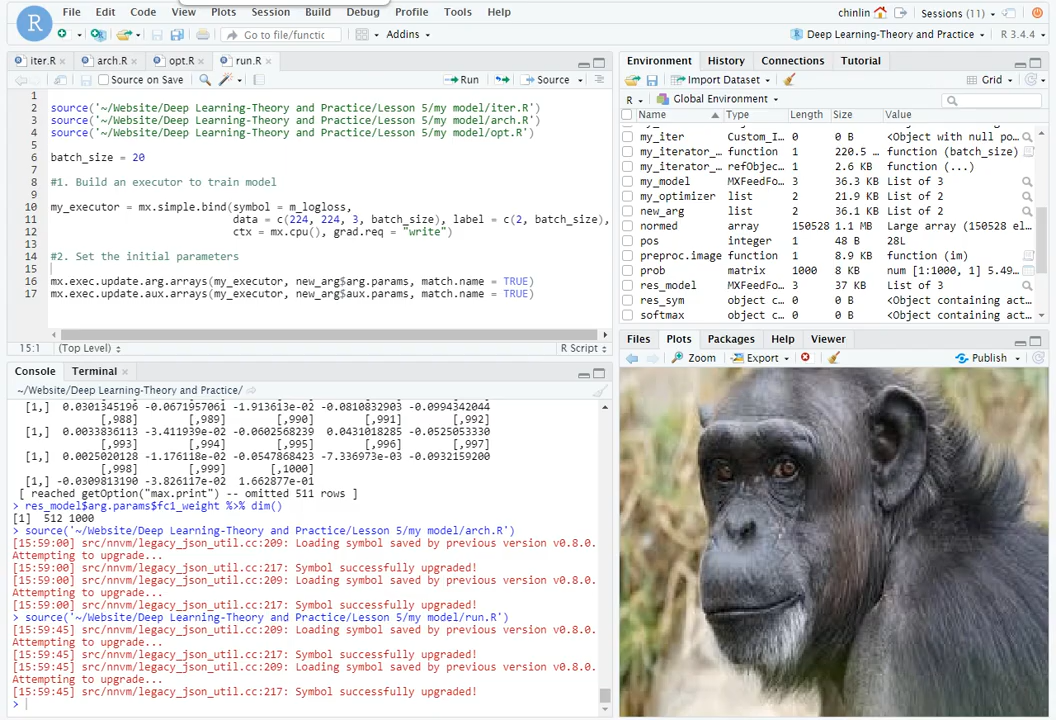 File Edit Code View Plots Session Build Debug Profile Tools Help
chinlin Sessions (11)
R Go to file/functic Addins Deep Learning-Theory and Practice R 3.4.4
iter.R × arch.R × opt.R × run.R ×
Source on Save Run Source
1
2 source('~/Website/Deep Learning-Theory and Practice/Lesson 5/my model/iter.R')
3 source('~/Website/Deep Learning-Theory and Practice/Lesson 5/my model/arch.R')
4 source('~/Website/Deep Learning-Theory and Practice/Lesson 5/my model/opt.R')
5
6 batch_size = 20
7
8 #1. Build an executor to train model
9
10 my_executor = mx.simple.bind(symbol = m_logloss,
11 data = c(224, 224, 3, batch_size), label = c(2, batch_size),
12 ctx = mx.cpu(), grad.req = "write")
13
14 #2. Set the initial parameters
15
16 mx.exec.update.arg.arrays(my_executor, new_arg$arg.params, match.name = TRUE)
17 mx.exec.update.aux.arrays(my_executor, new_arg$aux.params, match.name = TRUE)
15:1 (Top Level) R Script
Console Terminal ×
~/Website/Deep Learning-Theory and Practice/
[1,] 0.0301345196 -0.0671957061 -1.913613e-02 -0.0810832903 -0.0994342044
[,988] [,989] [,990] [,991] [,992]
[1,] 0.0033836113 -3.411939e-02 -0.0602568239 0.0431018285 -0.0525053330
[,993] [,994] [,995] [,996] [,997]
[1,] 0.0025020128 -1.176118e-02 -0.0547868423 -7.336973e-03 -0.0932159200
[,998] [,999] [,1000]
[1,] -0.0309813190 -3.826117e-02 1.662877e-01
[ reached getOption("max.print") -- omitted 511 rows ]
> res_model$arg.params$fc1_weight %>% dim()
[1] 512 1000
> source('~/Website/Deep Learning-Theory and Practice/Lesson 5/my model/arch.R')
[15:59:00] src/nnvm/legacy_json_util.cc:209: Loading symbol saved by previous version v0.8.0.
Attempting to upgrade...
[15:59:00] src/nnvm/legacy_json_util.cc:217: Symbol successfully upgraded!
[15:59:00] src/nnvm/legacy_json_util.cc:209: Loading symbol saved by previous version v0.8.0.
Attempting to upgrade...
[15:59:00] src/nnvm/legacy_json_util.cc:217: Symbol successfully upgraded!
> source('~/Website/Deep Learning-Theory and Practice/Lesson 5/my model/run.R')
[15:59:45] src/nnvm/legacy_json_util.cc:209: Loading symbol saved by previous version v0.8.0.
Attempting to upgrade...
[15:59:45] src/nnvm/legacy_json_util.cc:217: Symbol successfully upgraded!
[15:59:45] src/nnvm/legacy_json_util.cc:209: Loading symbol saved by previous version v0.8.0.
Attempting to upgrade...
[15:59:45] src/nnvm/legacy_json_util.cc:217: Symbol successfully upgraded!
>
Environment History Connections Tutorial
Import Dataset Grid
R Global Environment
Name Type Length Size Value
my_iter Custom_I... 0 0 B <Object with null po...
my_iterator_... function 1 220.5 ... function (batch_size)
my_iterator_... refObjec... 1 2.6 KB function (...)
my_model MXFeedFo... 3 36.3 KB List of 3
my_optimizer list 2 21.9 KB List of 2
new_arg list 2 36.1 KB List of 2
normed array 150528 1.1 MB Large array (150528 el...
pos integer 1 48 B 28L
preproc.image function 1 8.9 KB function (im)
prob matrix 1000 8 KB num [1:1000, 1] 5.49...
res_model MXFeedFo... 3 37 KB List of 3
res_sym object c... 0 0 B <Object containing act...
softmax object c... 0 0 B <Object containing act...
Files Plots Packages Help Viewer
Zoom Export Publish